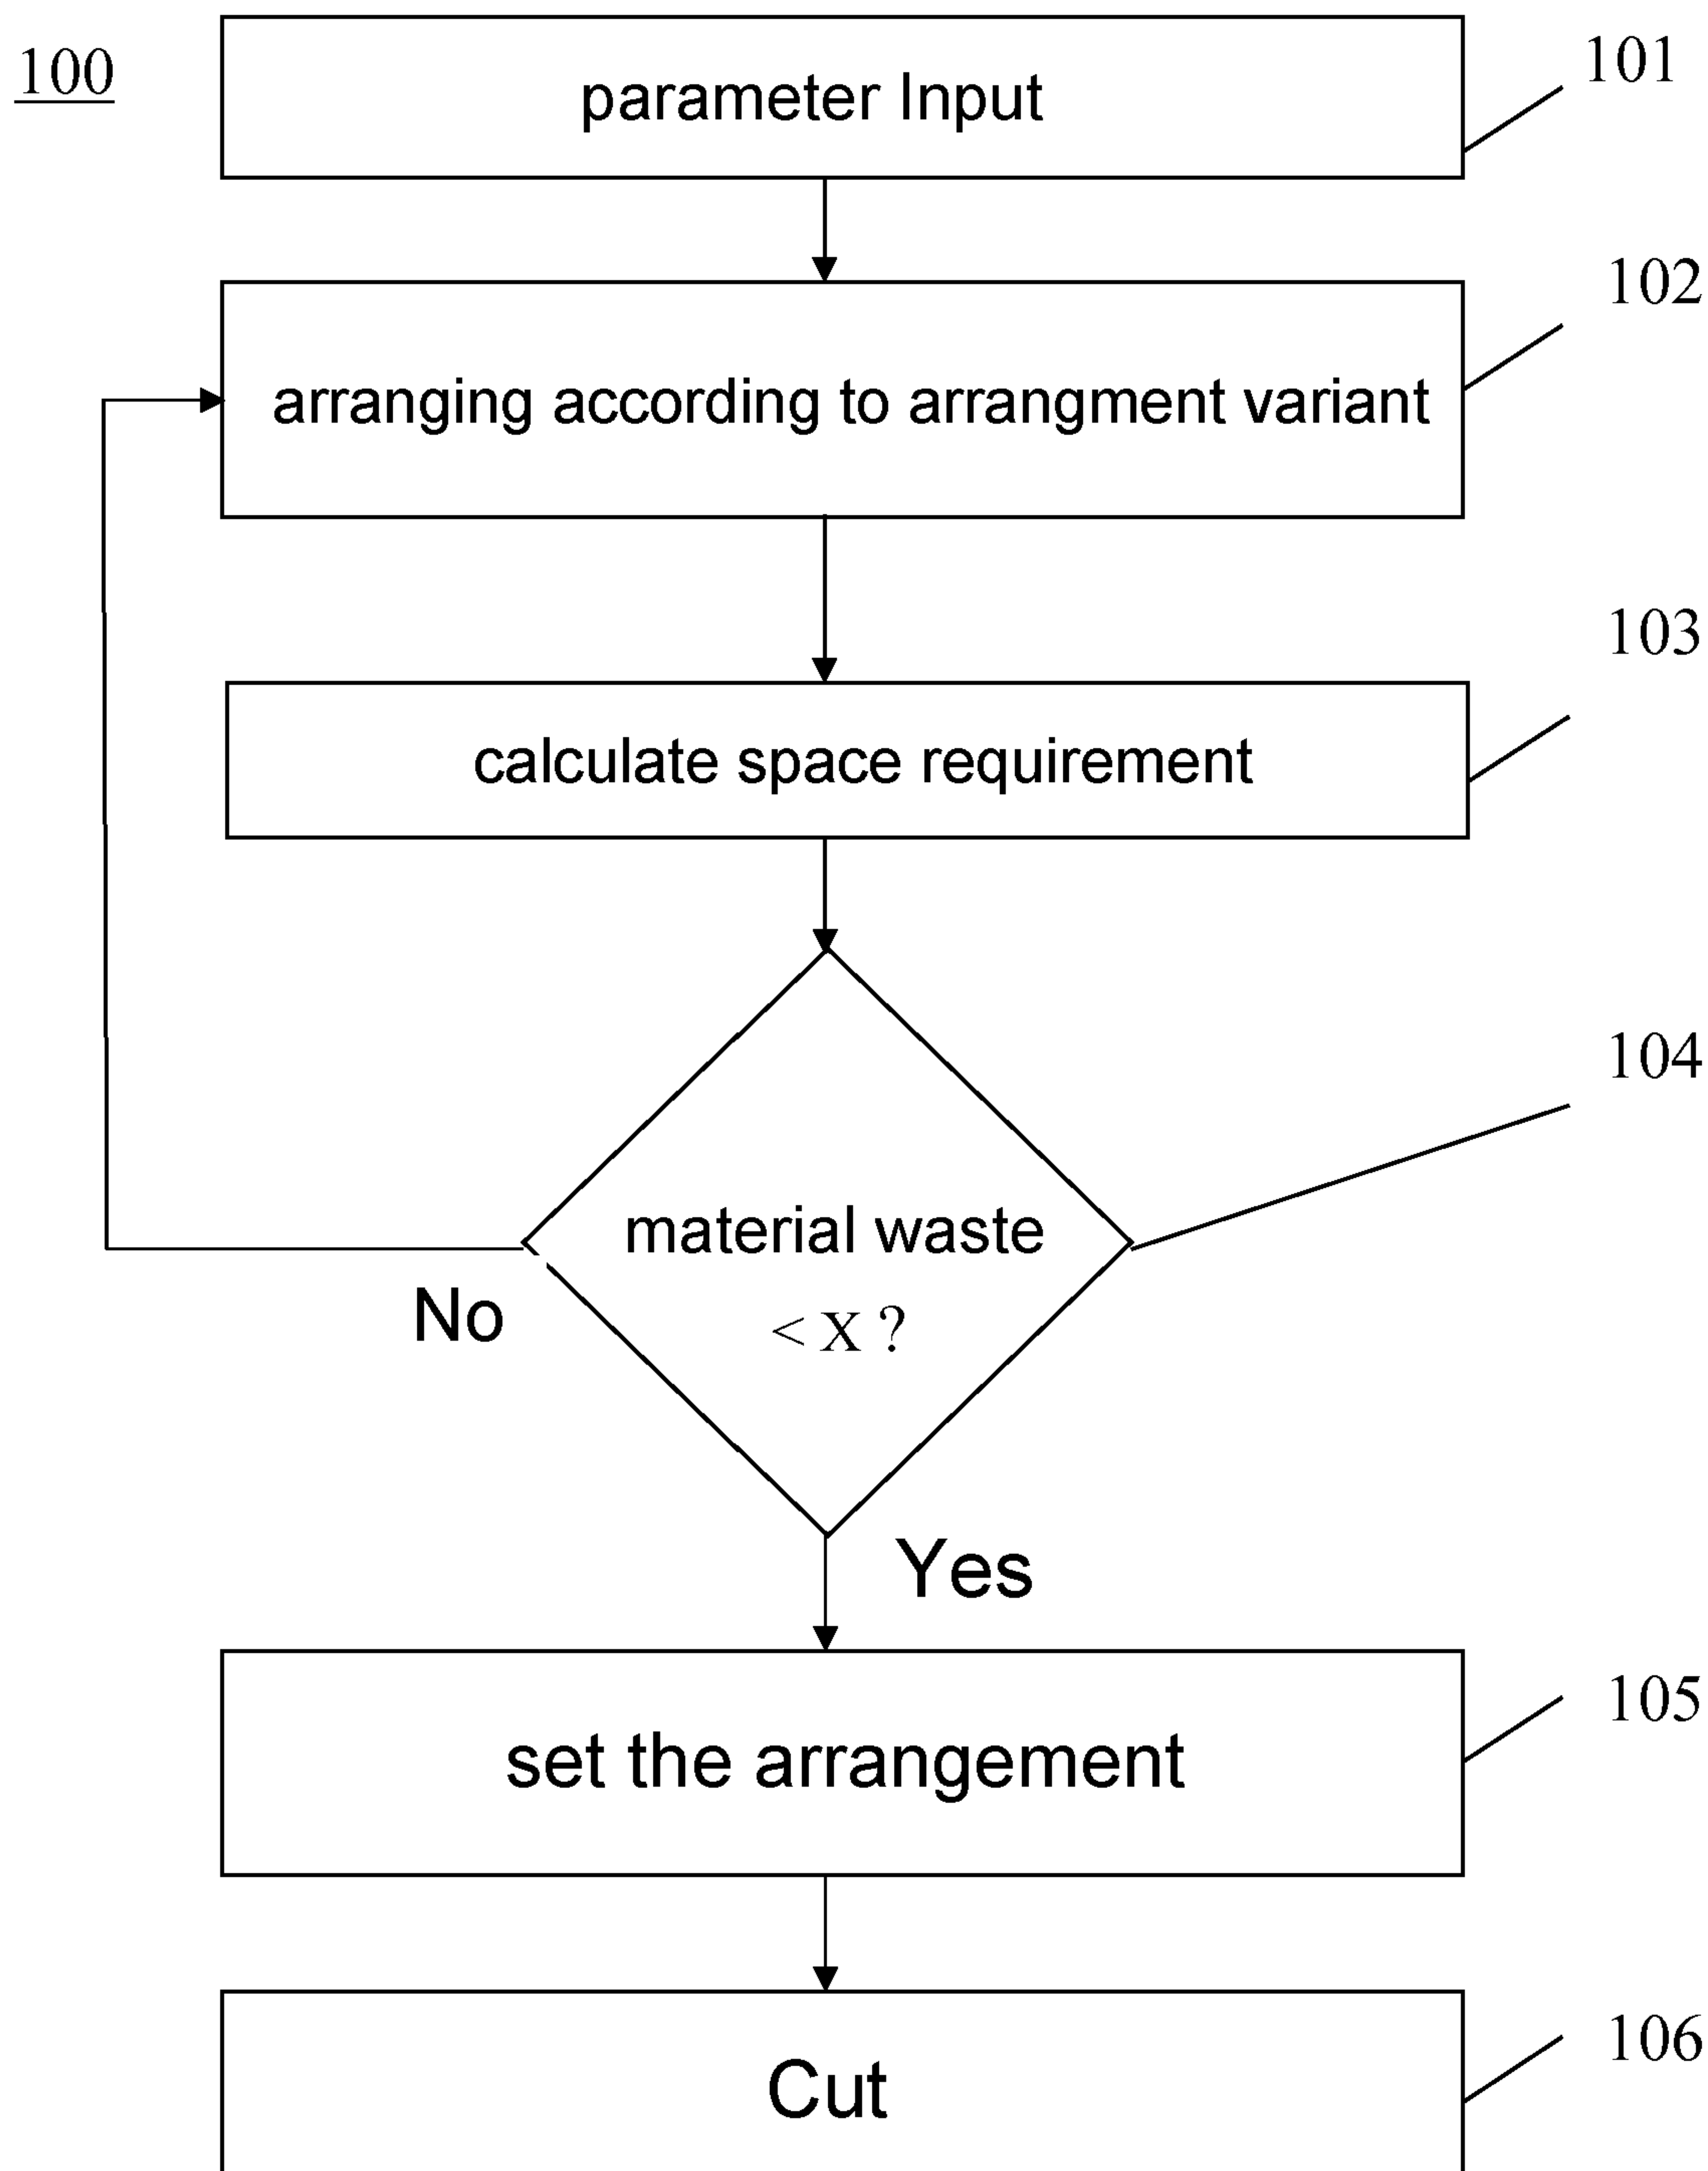 100
parameter Input
101
102
arranging according to arrangment variant
103
calculate space requirement
104
material waste
< X ?
No
Yes
set the arrangement
105
Cut
106